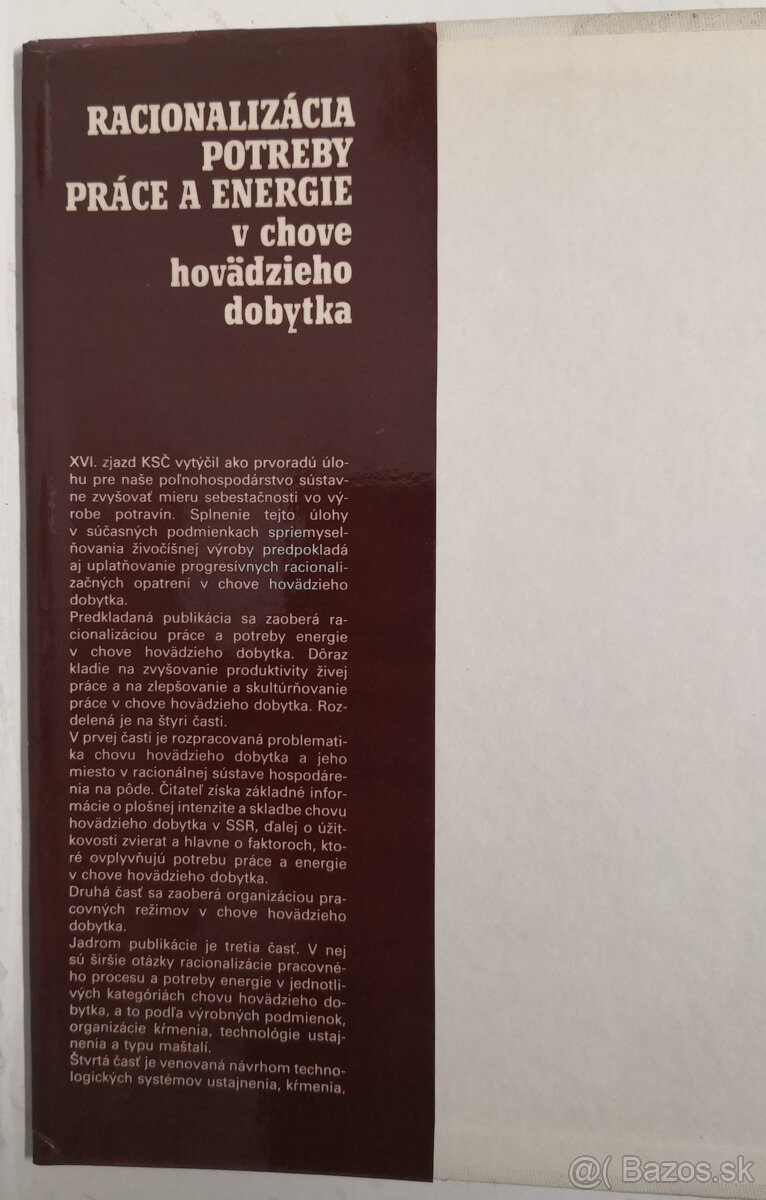 RACIONALIZÁCIA
POTREBY
PRÁCE A ENERGIE
v chove
hovädzieho
dobytka
XVI. zjazd KSČ vytýčil ako prvoradú úlo-
hu pre naše poľnohospodárstvo sústav-
ne zvyšovať mieru sebestačnosti vo vý-
robe potravín. Splnenie tejto úlohy
v súčasných podmienkach spriemysel-
ňovania živočíšnej výroby predpokladá
aj uplatňovanie progresívnych racionali-
začných opatrení v chove hovädzieho
dobytka.
Predkladaná publikácia sa zaoberá ra-
cionalizáciou práce a potreby energie
v chove hovädzieho dobytka. Dôraz
kladie na zvyšovanie produktivity živej
práce a na zlepšovanie a skultúrňovanie
práce v chove hovädzieho dobytka. Roz-
delená je na štyri časti.
V prvej časti je rozpracovaná problemati-
ka chovu hovädzieho dobytka a jeho
miesto v racionálnej sústave hospodáre-
nia na pôde. Čitateľ získa základné infor-
mácie o plošnej intenzite a skladbe chovu
hovädzieho dobytka v SSR, ďalej o úžit-
kovosti zvierat a hlavne o faktoroch, kto-
ré ovplyvňujú potrebu práce a energie
v chove hovädzieho dobytka.
Druhá časť sa zaoberá organizáciou pra-
covných režimov v chove hovädzieho
dobytka.
Jadrom publikácie je tretia časť. V nej
sú širšie otázky racionalizácie pracovné-
ho procesu a potreby energie v jednotli-
vých kategóriách chovu hovädzieho do-
bytka, a to podľa výrobných podmienok,
organizácie kŕmenia, technológie ustaj-
nenia a typu maštalí.
Štvrtá časť je venovaná návrhom techno-
logických systémov ustajnenia, kŕmenia,
@( Bazos.sk